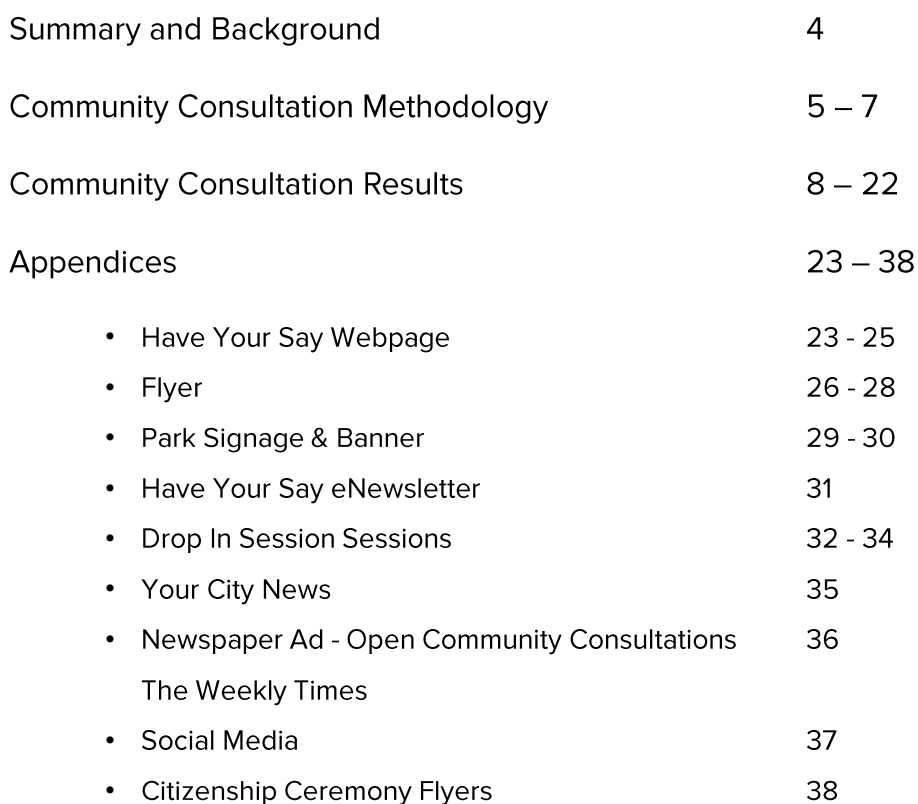 Summary and Background 4
Community Consultation Methodology 5 – 7
Community Consultation Results 8 – 22
Appendices 23 – 38
• Have Your Say Webpage 23 - 25
• Flyer 26 - 28
• Park Signage & Banner 29 - 30
• Have Your Say eNewsletter 31
• Drop In Session Sessions 32 - 34
• Your City News 35
• Newspaper Ad - Open Community Consultations 36
The Weekly Times
• Social Media 37
• Citizenship Ceremony Flyers 38